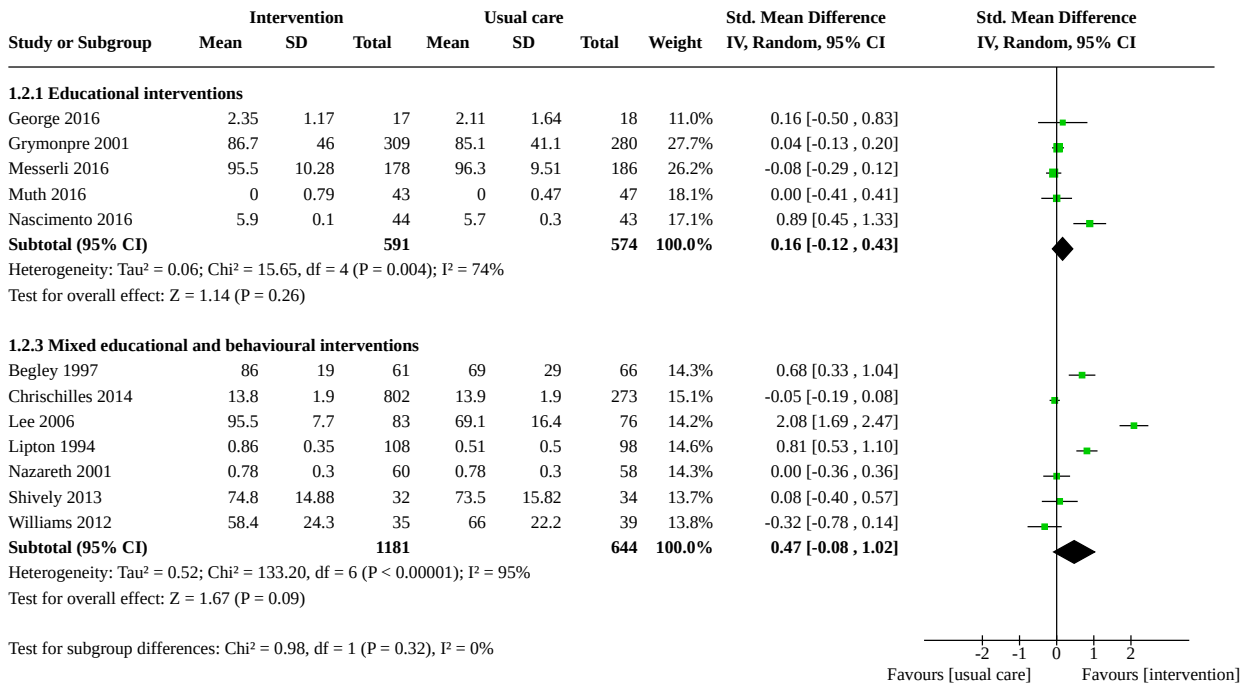 Intervention Usual care Std. Mean Difference Std. Mean Difference
Study or Subgroup Mean SD Total Mean SD Total Weight IV, Random, 95% CI IV, Random, 95% CI
1.2.1 Educational interventions
George 2016 2.35 1.17 17 2.11 1.64 18 11.0% 0.16 [-0.50 , 0.83]
Grymonpre 2001 86.7 46 309 85.1 41.1 280 27.7% 0.04 [-0.13 , 0.20]
Messerli 2016 95.5 10.28 178 96.3 9.51 186 26.2% -0.08 [-0.29 , 0.12]
Muth 2016 0 0.79 43 0 0.47 47 18.1% 0.00 [-0.41 , 0.41]
Nascimento 2016 5.9 0.1 44 5.7 0.3 43 17.1% 0.89 [0.45 , 1.33]
Subtotal (95% CI) 591 574 100.0% 0.16 [-0.12 , 0.43]
Heterogeneity: Tau² = 0.06; Chi² = 15.65, df = 4 (P = 0.004); I² = 74%
Test for overall effect: Z = 1.14 (P = 0.26)
1.2.3 Mixed educational and behavioural interventions
Begley 1997 86 19 61 69 29 66 14.3% 0.68 [0.33 , 1.04]
Chrischilles 2014 13.8 1.9 802 13.9 1.9 273 15.1% -0.05 [-0.19 , 0.08]
Lee 2006 95.5 7.7 83 69.1 16.4 76 14.2% 2.08 [1.69 , 2.47]
Lipton 1994 0.86 0.35 108 0.51 0.5 98 14.6% 0.81 [0.53 , 1.10]
Nazareth 2001 0.78 0.3 60 0.78 0.3 58 14.3% 0.00 [-0.36 , 0.36]
Shively 2013 74.8 14.88 32 73.5 15.82 34 13.7% 0.08 [-0.40 , 0.57]
Williams 2012 58.4 24.3 35 66 22.2 39 13.8% -0.32 [-0.78 , 0.14]
Subtotal (95% CI) 1181 644 100.0% 0.47 [-0.08 , 1.02]
Heterogeneity: Tau² = 0.52; Chi² = 133.20, df = 6 (P < 0.00001); I² = 95%
Test for overall effect: Z = 1.67 (P = 0.09)
Test for subgroup differences: Chi² = 0.98, df = 1 (P = 0.32), I² = 0%
-2 -1 0 1 2
Favours [usual care] Favours [intervention]